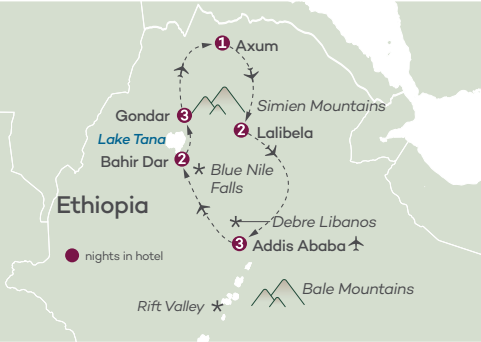 1 Axum
Simien Mountains
Gondar 3
2 Lalibela
Lake Tana
Bahir Dar 2
Blue Nile
Falls
Ethiopia
Debre Libanos
3 Addis Ababa
nights in hotel
Bale Mountains
Rift Valley